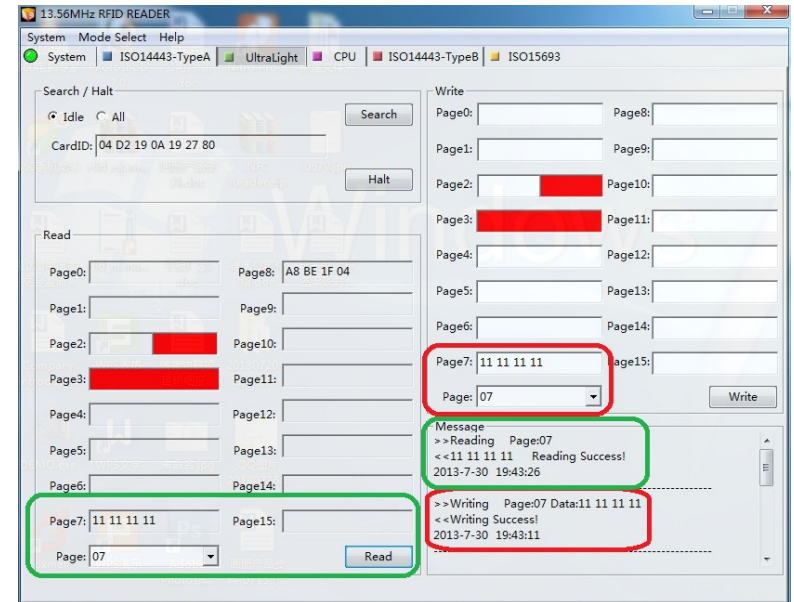 13.56MHz RFID READER
System Mode Select Help
System ISO14443-TypeA UltraLight CPU ISO14443-TypeB ISO15693
Search / Halt
Idle All
Search
CardID: 04 D2 19 0A 19 27 80
Halt
Read
Page0:
Page8: A8 BE 1F 04
Page1:
Page9:
Page2:
Page10:
Page3:
Page11:
Page4:
Page12:
Page5:
Page13:
Page6:
Page14:
Page7: 11 11 11 11
Page15:
Page: 07
Read
Write
Page0:
Page8:
Page1:
Page9:
Page2:
Page10:
Page3:
Page11:
Page4:
Page12:
Page5:
Page13:
Page6:
Page14:
Page7: 11 11 11 11
Page15:
Page: 07
Write
Message
>>Reading Page:07
<<11 11 11 11 Reading Success!
2013-7-30 19:43:26
>>Writing Page:07 Data:11 11 11 11
<<Writing Success!
2013-7-30 19:43:11
Windows